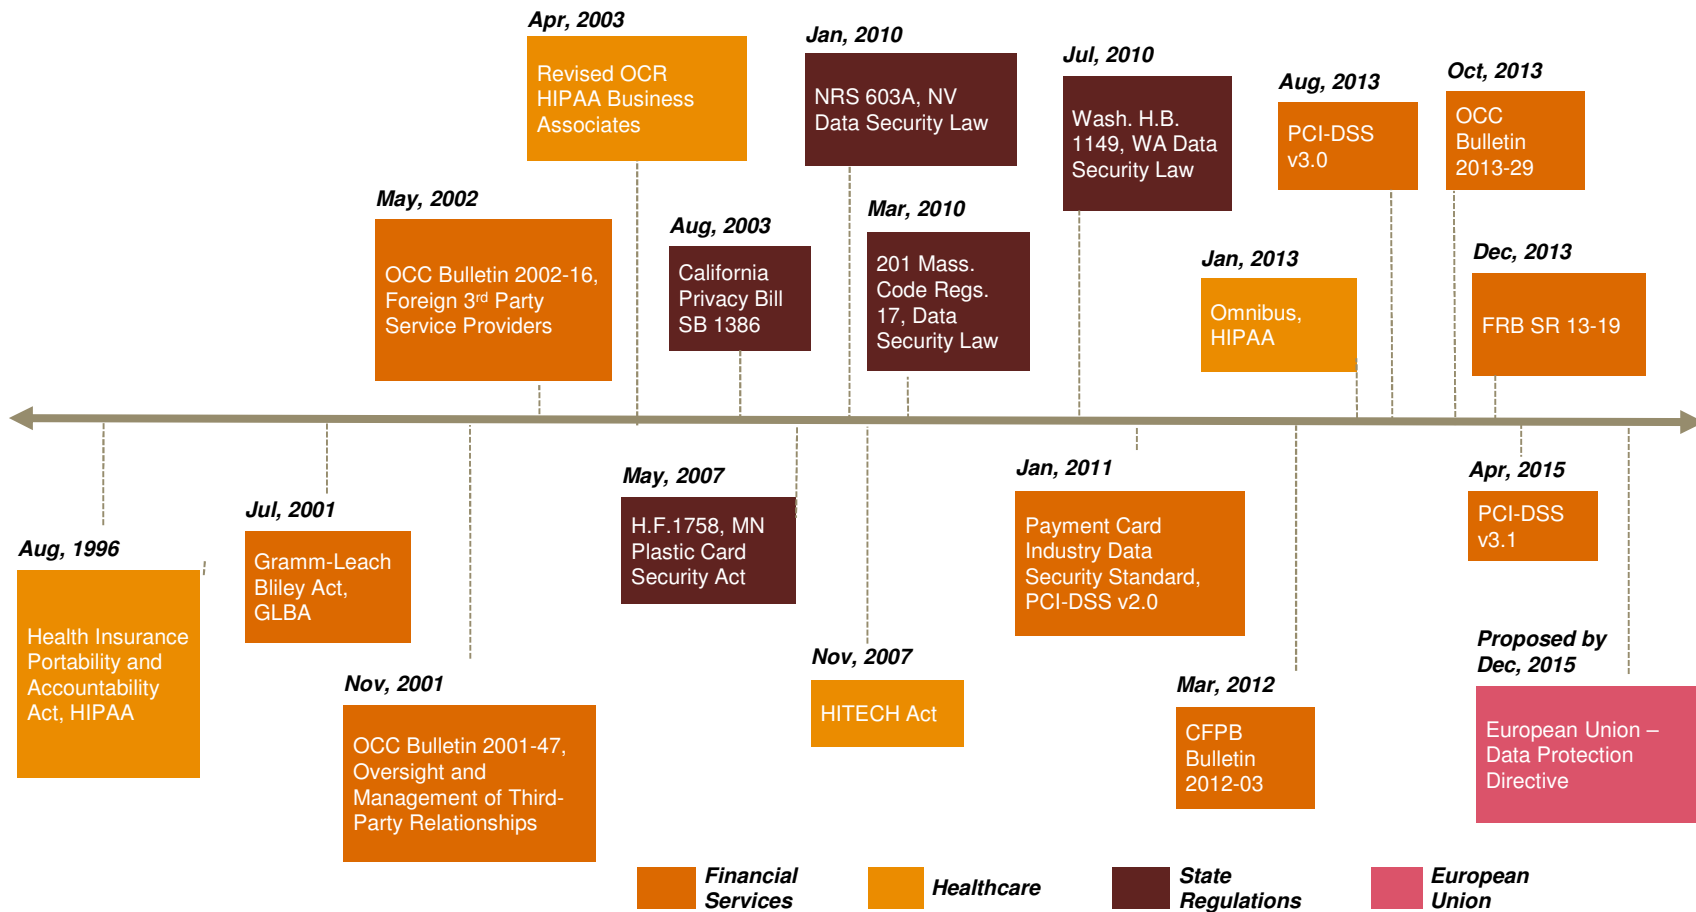 Apr, 2003
Revised OCR
HIPAA Business
Associates
Jan, 2010
NRS 603A, NV
Data Security Law
Jul, 2010
Wash. H.B.
1149, WA Data
Security Law
Aug, 2013
PCI-DSS
v3.0
Oct, 2013
OCC
Bulletin
2013-29
May, 2002
OCC Bulletin 2002-16,
Foreign 3rd Party
Service Providers
Aug, 2003
California
Privacy Bill
SB 1386
Mar, 2010
201 Mass.
Code Regs.
17, Data
Security Law
Jan, 2013
Omnibus,
HIPAA
Dec, 2013
FRB SR 13-19
Aug, 1996
Health Insurance
Portability and
Accountability
Act, HIPAA
Jul, 2001
Gramm-Leach
Bliley Act,
GLBA
Nov, 2001
OCC Bulletin 2001-47,
Oversight and
Management of Third-
Party Relationships
May, 2007
H.F.1758, MN
Plastic Card
Security Act
Nov, 2007
HITECH Act
Jan, 2011
Payment Card
Industry Data
Security Standard,
PCI-DSS v2.0
Mar, 2012
CFPB
Bulletin
2012-03
Apr, 2015
PCI-DSS
v3.1
Proposed by
Dec, 2015
European Union –
Data Protection
Directive
Financial
Services
Healthcare
State
Regulations
European
Union